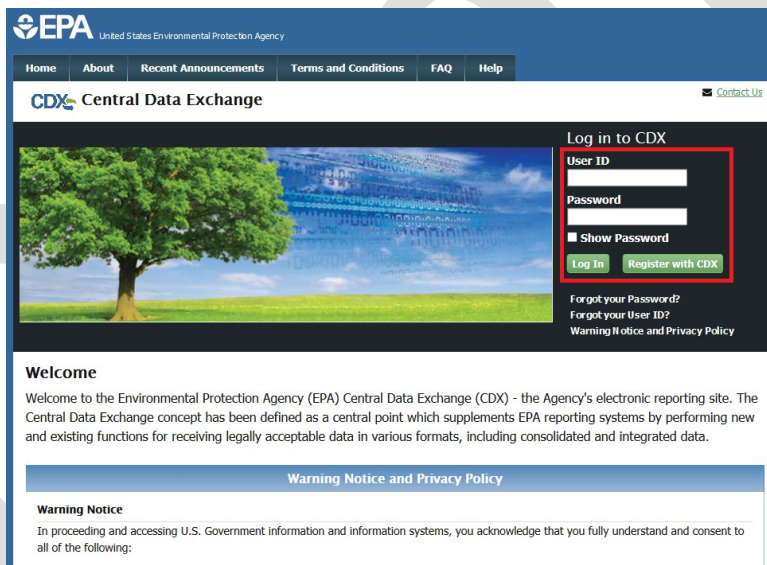 EPA United States Environmental Protection Agency
Home About Recent Announcements Terms and Conditions FAQ Help
CDX Central Data Exchange
Contact Us
Log in to CDX
User ID
Password
Show Password
Log In Register with CDX
Forgot your Password?
Forgot your User ID?
Warning Notice and Privacy Policy
Welcome
Welcome to the Environmental Protection Agency (EPA) Central Data Exchange (CDX) - the Agency's electronic reporting site. The
Central Data Exchange concept has been defined as a central point which supplements EPA reporting systems by performing new
and existing functions for receiving legally acceptable data in various formats, including consolidated and integrated data.
Warning Notice and Privacy Policy
Warning Notice
In proceeding and accessing U.S. Government information and information systems, you acknowledge that you fully understand and consent to
all of the following: